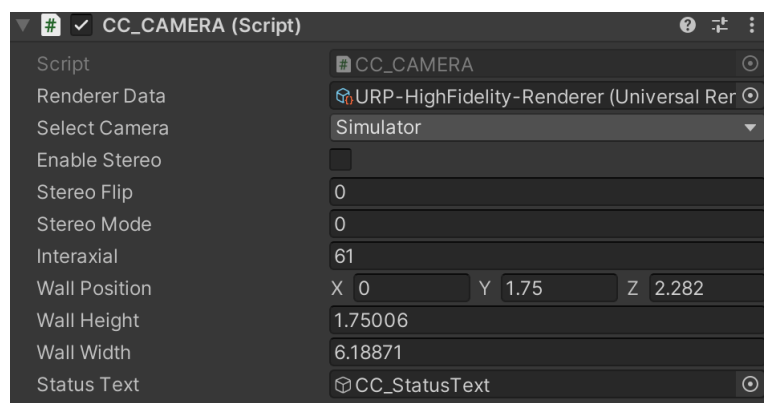 CC_CAMERA (Script)
Script CC_CAMERA
Renderer Data URP-HighFidelity-Renderer (Universal Rer
Select Camera Simulator
Enable Stereo
Stereo Flip 0
Stereo Mode 0
Interaxial 61
Wall Position X 0 Y 1.75 Z 2.282
Wall Height 1.75006
Wall Width 6.18871
Status Text CC_StatusText